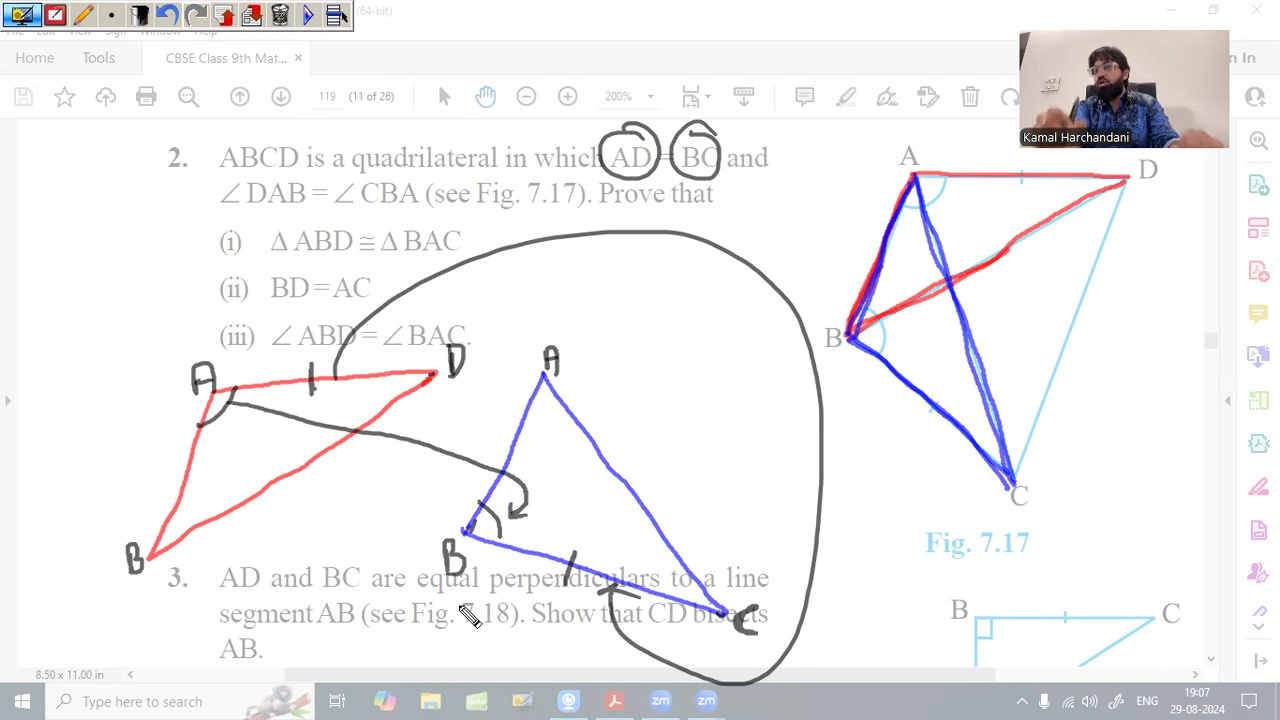 (64-bit)
Home Tools CBSE Class 9th Mat... × In
119 (11 of 26) 200%
Kamal Harchandani
2. ABCD is a quadrilateral in which AD = BC and
∠ DAB = ∠ CBA (see Fig. 7.17). Prove that
(i) Δ ABD ≅ Δ BAC
(ii) BD = AC
(iii) ∠ ABD = ∠ BAC.
A D
B
C
Fig. 7.17
A D
B
A
B
C
3. AD and BC are equal perpendiculars to a line
segment AB (see Fig. 7.18). Show that CD bisects
AB.
B C
8.50 x 11.00 in
Type here to search
ENG
19:07
29-08-2024